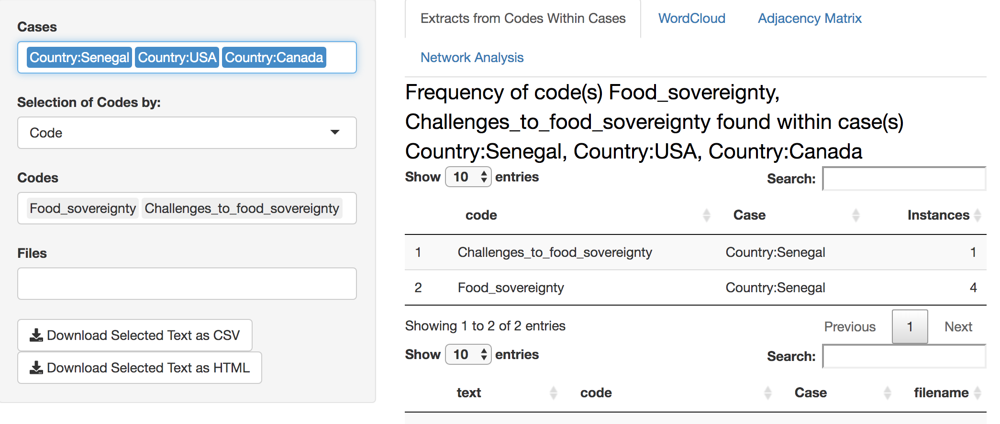 Cases
Country:Senegal Country:USA Country:Canada
Selection of Codes by:
Code
Codes
Food_sovereignty Challenges_to_food_sovereignty
Files
Download Selected Text as CSV
Download Selected Text as HTML
Extracts from Codes Within Cases WordCloud Adjacency Matrix
Network Analysis
Frequency of code(s) Food_sovereignty,
Challenges_to_food_sovereignty found within case(s)
Country:Senegal, Country:USA, Country:Canada
Show 10 entries Search:
code Case Instances
1 Challenges_to_food_sovereignty Country:Senegal 1
2 Food_sovereignty Country:Senegal 4
Showing 1 to 2 of 2 entries Previous 1 Next
Show 10 entries Search:
text code Case filename